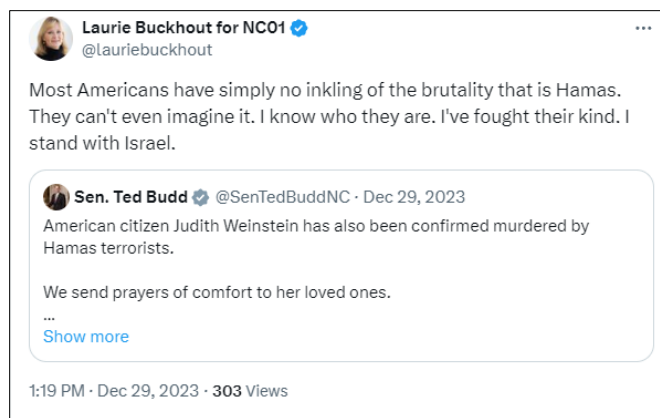 Laurie Buckhout for NC01
@lauriebuckhout
Most Americans have simply no inkling of the brutality that is Hamas.
They can't even imagine it. I know who they are. I've fought their kind. I
stand with Israel.
Sen. Ted Budd @SenTedBuddNC · Dec 29, 2023
American citizen Judith Weinstein has also been confirmed murdered by
Hamas terrorists.
We send prayers of comfort to her loved ones.
...
Show more
1:19 PM · Dec 29, 2023 · 303 Views